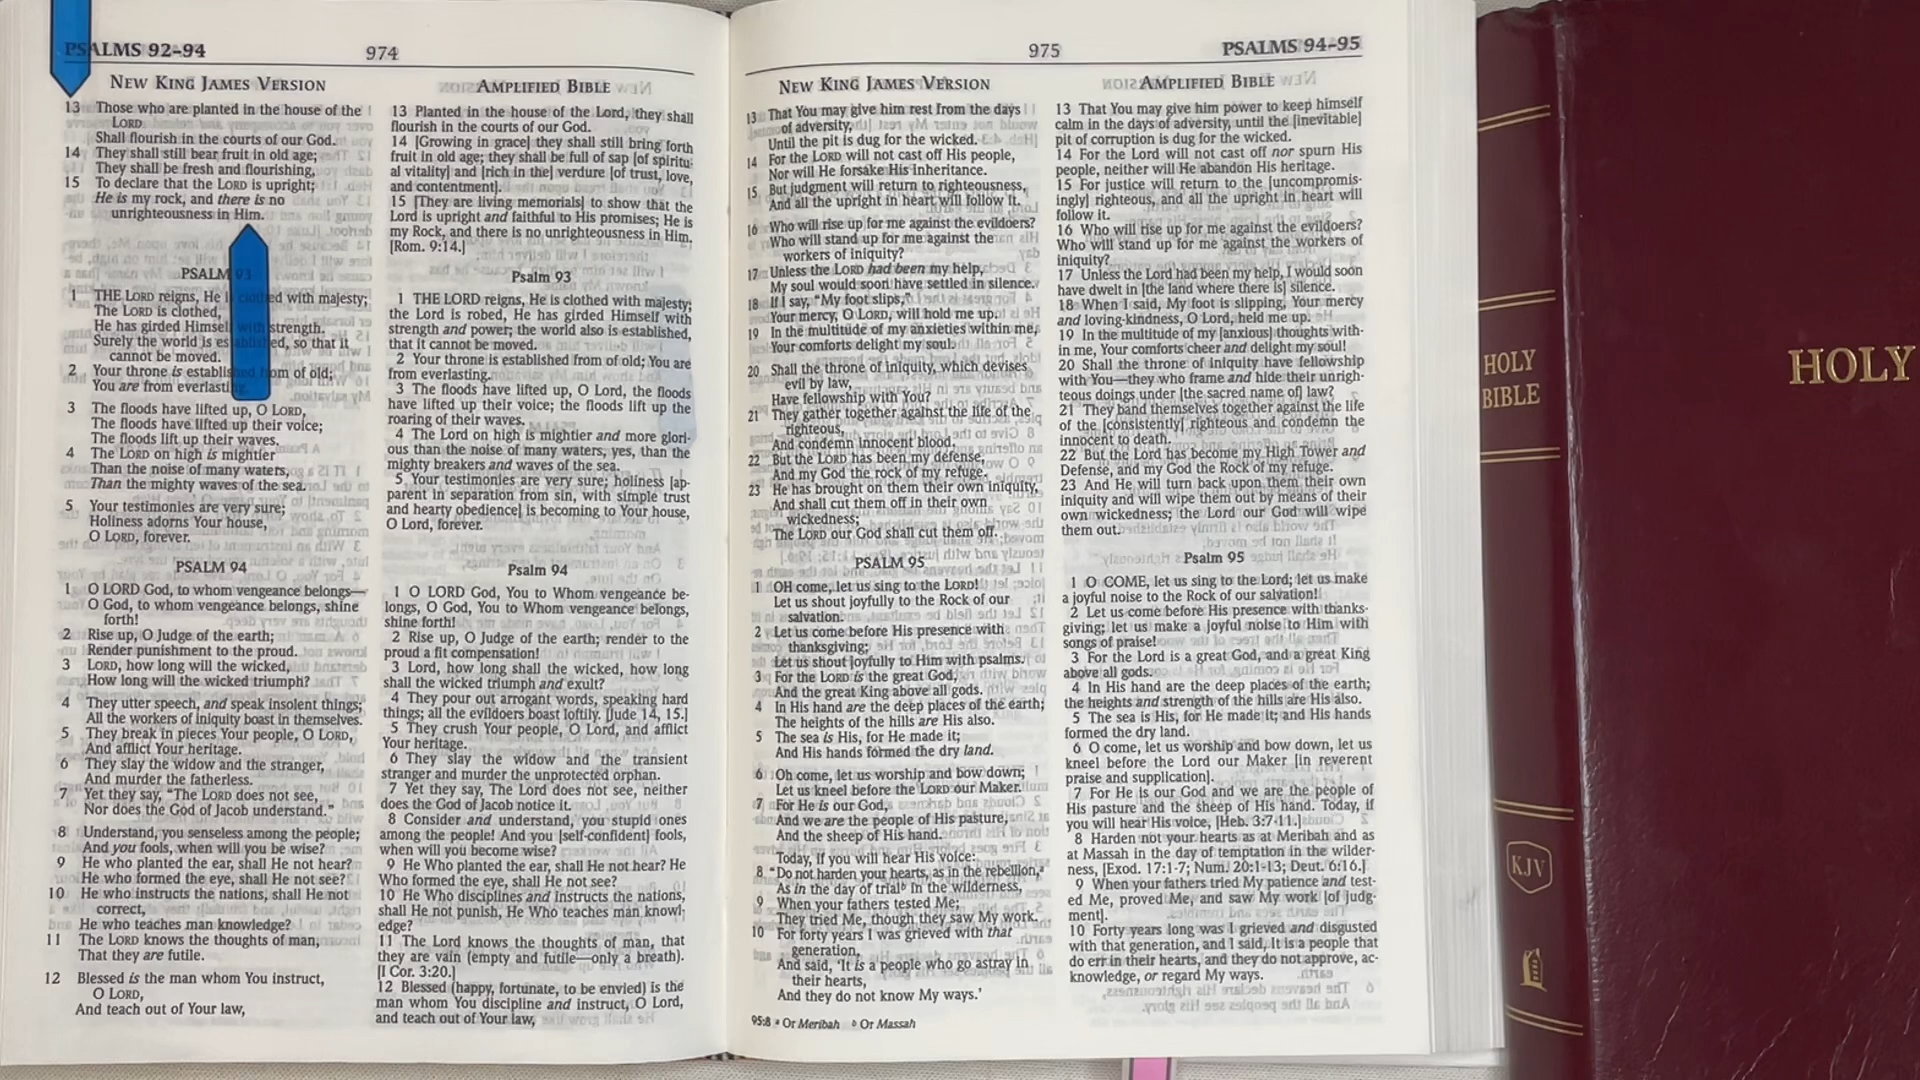 PSALMS 92–94
974
NEW KING JAMES VERSION
13 Those who are planted in the house of the
LORD
Shall flourish in the courts of our God.
14 They shall still bear fruit in old age;
They shall be fresh and flourishing,
15 To declare that the LORD is upright;
He is my rock, and there is no
unrighteousness in Him.
PSALM 93
1 THE LORD reigns, He is clothed with majesty;
The LORD is clothed,
He has girded Himself with strength.
Surely the world is established, so that it
cannot be moved.
2 Your throne is established from of old;
You are from everlasting.
3 The floods have lifted up, O LORD,
The floods have lifted up their voice;
The floods lift up their waves.
4 The LORD on high is mightier
Than the noise of many waters,
Than the mighty waves of the sea.
5 Your testimonies are very sure;
Holiness adorns Your house,
O LORD, forever.
PSALM 94
1 O LORD God, to whom vengeance belongs—
O God, to whom vengeance belongs, shine
forth!
2 Rise up, O Judge of the earth;
Render punishment to the proud.
3 LORD, how long will the wicked,
How long will the wicked triumph?
4 They utter speech, and speak insolent things;
All the workers of iniquity boast in themselves.
5 They break in pieces Your people, O LORD,
And afflict Your heritage.
6 They slay the widow and the stranger,
And murder the fatherless.
7 Yet they say, “The LORD does not see,
Nor does the God of Jacob understand.”
8 Understand, you senseless among the people;
And you fools, when will you be wise?
9 He who planted the ear, shall He not hear?
He who formed the eye, shall He not see?
10 He who instructs the nations, shall He not
correct,
He who teaches man knowledge?
11 The LORD knows the thoughts of man,
That they are futile.
12 Blessed is the man whom You instruct,
O LORD,
And teach out of Your law,
AMPLIFIED BIBLE
13 Planted in the house of the Lord, they shall
flourish in the courts of our God.
14 [Growing in grace] they shall still bring forth
fruit in old age; they shall be full of sap [of spiritu-
al vitality] and [rich in the] verdure [of trust, love,
and contentment].
15 [They are living memorials] to show that the
Lord is upright and faithful to His promises; He is
my Rock, and there is no unrighteousness in Him.
[Rom. 9:14.]
Psalm 93
1 THE LORD reigns, He is clothed with majesty;
the Lord is robed, He has girded Himself with
strength and power; the world also is established,
that it cannot be moved.
2 Your throne is established from of old; You are
from everlasting.
3 The floods have lifted up, O Lord, the floods
have lifted up their voice; the floods lift up the
roaring of their waves.
4 The Lord on high is mightier and more glori-
ous than the noise of many waters, yes, than the
mighty breakers and waves of the sea.
5 Your testimonies are very sure; holiness [ap-
parent in separation from sin, with simple trust
and hearty obedience] is becoming to Your house,
O Lord, forever.
Psalm 94
1 O LORD God, You to Whom vengeance be-
longs, O God, You to Whom vengeance belongs,
shine forth!
2 Rise up, O Judge of the earth; render to the
proud a fit compensation!
3 Lord, how long shall the wicked, how long
shall the wicked triumph and exult?
4 They pour out arrogant words, speaking hard
things; all the evildoers boast loftily. [Jude 14, 15.]
5 They crush Your people, O Lord, and afflict
Your heritage.
6 They slay the widow and the transient
stranger and murder the unprotected orphan.
7 Yet they say, The Lord does not see, neither
does the God of Jacob notice it.
8 Consider and understand, you stupid ones
among the people! And you [self-confident] fools,
when will you become wise?
9 He Who planted the ear, shall He not hear? He
Who formed the eye, shall He not see?
10 He Who disciplines and instructs the nations,
shall He not punish, He Who teaches man knowl-
edge?
11 The Lord knows the thoughts of man, that
they are vain (empty and futile—only a breath).
[I Cor. 3:20.]
12 Blessed (happy, fortunate, to be envied) is the
man whom You discipline and instruct, O Lord,
and teach out of Your law,
975
PSALMS 94–95
NEW KING JAMES VERSION
13 That You may give him rest from the days
of adversity,
Until the pit is dug for the wicked.
14 For the LORD will not cast off His people,
Nor will He forsake His inheritance.
15 But judgment will return to righteousness,
And all the upright in heart will follow it.
16 Who will rise up for me against the evildoers?
Who will stand up for me against the
workers of iniquity?
17 Unless the LORD had been my help,
My soul would soon have settled in silence.
18 If I say, “My foot slips,”
Your mercy, O LORD, will hold me up.
19 In the multitude of my anxieties within me,
Your comforts delight my soul.
20 Shall the throne of iniquity, which devises
evil by law,
Have fellowship with You?
21 They gather together against the life of the
righteous,
And condemn innocent blood.
22 But the LORD has been my defense,
And my God the rock of my refuge.
23 He has brought on them their own iniquity,
And shall cut them off in their own
wickedness;
The LORD our God shall cut them off.
PSALM 95
1 OH come, let us sing to the LORD!
Let us shout joyfully to the Rock of our
salvation.
2 Let us come before His presence with
thanksgiving;
Let us shout joyfully to Him with psalms.
3 For the LORD is the great God,
And the great King above all gods.
4 In His hand are the deep places of the earth;
The heights of the hills are His also.
5 The sea is His, for He made it;
And His hands formed the dry land.
6 Oh come, let us worship and bow down;
Let us kneel before the LORD our Maker.
7 For He is our God,
And we are the people of His pasture,
And the sheep of His hand.
Today, if you will hear His voice:
8 “Do not harden your hearts, as in the rebellion,a
As in the day of trialb in the wilderness,
9 When your fathers tested Me;
They tried Me, though they saw My work.
10 For forty years I was grieved with that
generation,
And said, ‘It is a people who go astray in
their hearts,
And they do not know My ways.’
95:8 a Or Meribah b Or Massah
AMPLIFIED BIBLE
13 That You may give him power to keep himself
calm in the days of adversity, until the [inevitable]
pit of corruption is dug for the wicked.
14 For the Lord will not cast off nor spurn His
people, neither will He abandon His heritage.
15 For justice will return to the [uncompromis-
ingly] righteous, and all the upright in heart will
follow it.
16 Who will rise up for me against the evildoers?
Who will stand up for me against the workers of
iniquity?
17 Unless the Lord had been my help, I would soon
have dwelt in [the land where there is] silence.
18 When I said, My foot is slipping, Your mercy
and loving-kindness, O Lord, held me up.
19 In the multitude of my [anxious] thoughts with-
in me, Your comforts cheer and delight my soul!
20 Shall the throne of iniquity have fellowship
with You—they who frame and hide their unrigh-
teous doings under [the sacred name of] law?
21 They band themselves together against the life
of the [consistently] righteous and condemn the
innocent to death.
22 But the Lord has become my High Tower and
Defense, and my God the Rock of my refuge.
23 And He will turn back upon them their own
iniquity and will wipe them out by means of their
own wickedness; the Lord our God will wipe
them out.
Psalm 95
1 O COME, let us sing to the Lord; let us make
a joyful noise to the Rock of our salvation!
2 Let us come before His presence with thanks-
giving; let us make a joyful noise to Him with
songs of praise!
3 For the Lord is a great God, and a great King
above all gods.
4 In His hand are the deep places of the earth;
the heights and strength of the hills are His also.
5 The sea is His, for He made it; and His hands
formed the dry land.
6 O come, let us worship and bow down, let us
kneel before the Lord our Maker [in reverent
praise and supplication].
7 For He is our God and we are the people of
His pasture and the sheep of His hand. Today, if
you will hear His voice, [Heb. 3:7-11.]
8 Harden not your hearts as at Meribah and as
at Massah in the day of temptation in the wilder-
ness, [Exod. 17:1-7; Num. 20:1-13; Deut. 6:16.]
9 When your fathers tried My patience and test-
ed Me, proved Me, and saw My work [of judg-
ment].
10 Forty years long was I grieved and disgusted
with that generation, and I said, It is a people that
do err in their hearts, and they do not approve, ac-
knowledge, or regard My ways.
HOLY
BIBLE
KJV
HOLY